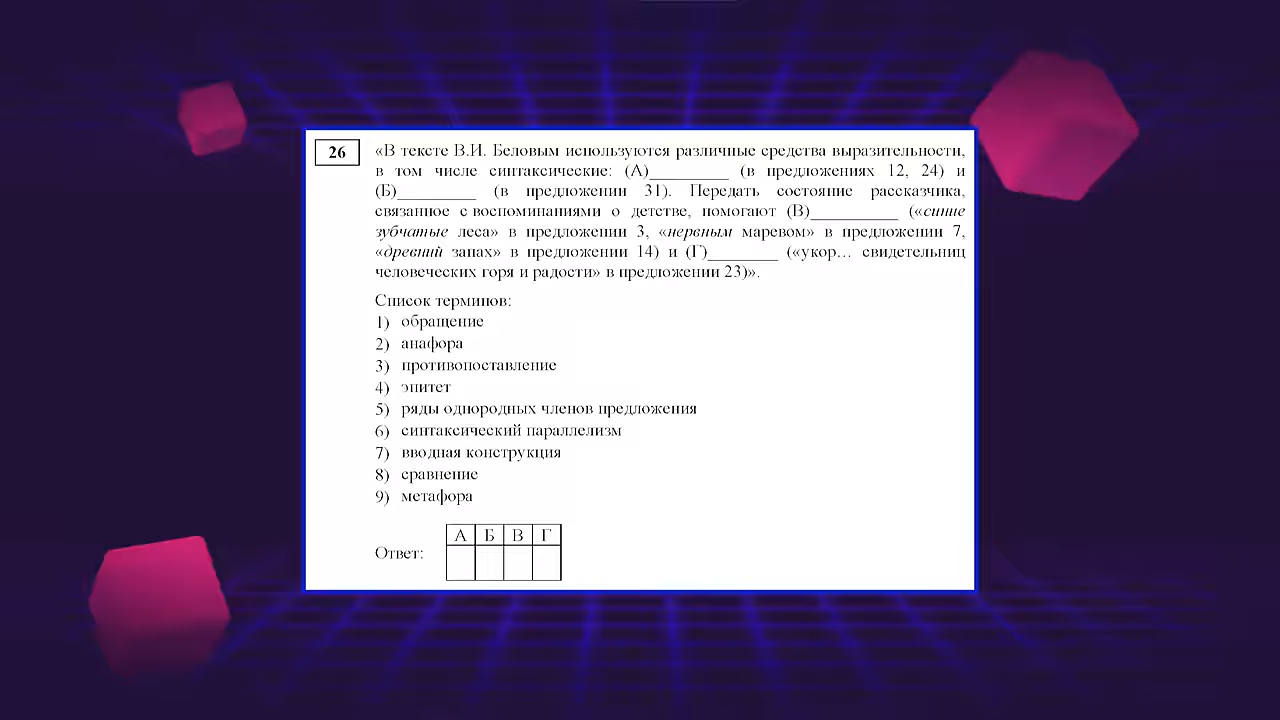 26
«В тексте В.И. Беловым используются различные средства выразительности,
в том числе синтаксические: (А)_________ (в предложениях 12, 24) и
(Б)_________ (в предложении 31). Передать состояние рассказчика,
связанное с воспоминаниями о детстве, помогают (В)__________ («синие
зубчатые леса» в предложении 3, «нервным маревом» в предложении 7,
«древний запах» в предложении 14) и (Г)________ («укор… свидетельниц
человеческих горя и радости» в предложении 23)».
Список терминов:
1) обращение
2) анафора
3) противопоставление
4) эпитет
5) ряды однородных членов предложения
6) синтаксический параллелизм
7) вводная конструкция
8) сравнение
9) метафора
А Б В Г
Ответ: